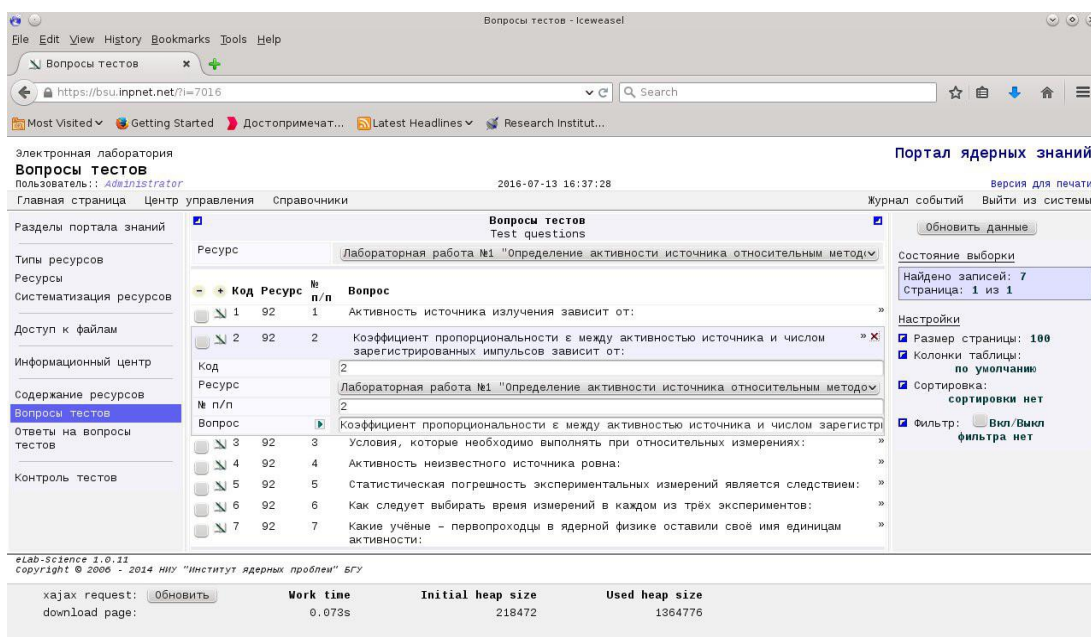 Вопросы тестов - Iceweasel
File Edit View History Bookmarks Tools Help
Вопросы тестов
https://bsu.inpnet.net/?i=7016
Search
Most Visited Getting Started Достопримечат... Latest Headlines Research Institut...
Электронная лаборатория
Портал ядерных знаний
Вопросы тестов
Пользователь:: Administrator 2016-07-13 16:37:28 Версия для печати
Главная страница Центр управления Справочники Журнал событий Выйти из системы
Разделы портала знаний
Типы ресурсов
Ресурсы
Систематизация ресурсов
Доступ к файлам
Информационный центр
Содержание ресурсов
Вопросы тестов
Ответы на вопросы
тестов
Контроль тестов
Вопросы тестов
Test questions
Ресурс Лабораторная работа №1 "Определение активности источника относительным методо
- + Код Ресурс № п/п Вопрос
1 92 1 Активность источника излучения зависит от: »
2 92 2 Коэффициент пропорциональности ε между активностью источника и числом »
зарегистрированных импульсов зависит от:
Код 2
Ресурс Лабораторная работа №1 "Определение активности источника относительным методо
№ п/п 2
Вопрос Коэффициент пропорциональности ε между активностью источника и числом зарегистри
3 92 3 Условия, которые необходимо выполнять при относительных измерениях: »
4 92 4 Активность неизвестного источника ровна: »
5 92 5 Статистическая погрешность экспериментальных измерений является следствием: »
6 92 6 Как следует выбирать время измерений в каждом из трёх экспериментов: »
7 92 7 Какие учёные – первопроходцы в ядерной физике оставили своё имя единицам »
активности:
Обновить данные
Состояние выборки
Найдено записей: 7
Страница: 1 из 1
Настройки
Размер страницы: 100
Колонки таблицы:
по умолчанию
Сортировка:
сортировки нет
Фильтр: Вкл/Выкл
фильтра нет
eLab-Science 1.0.11
Copyright © 2006 - 2014 НИУ "Институт ядерных проблем" БГУ
xajax request: Обновить Work time Initial heap size Used heap size
download page: 0.073s 218472 1364776